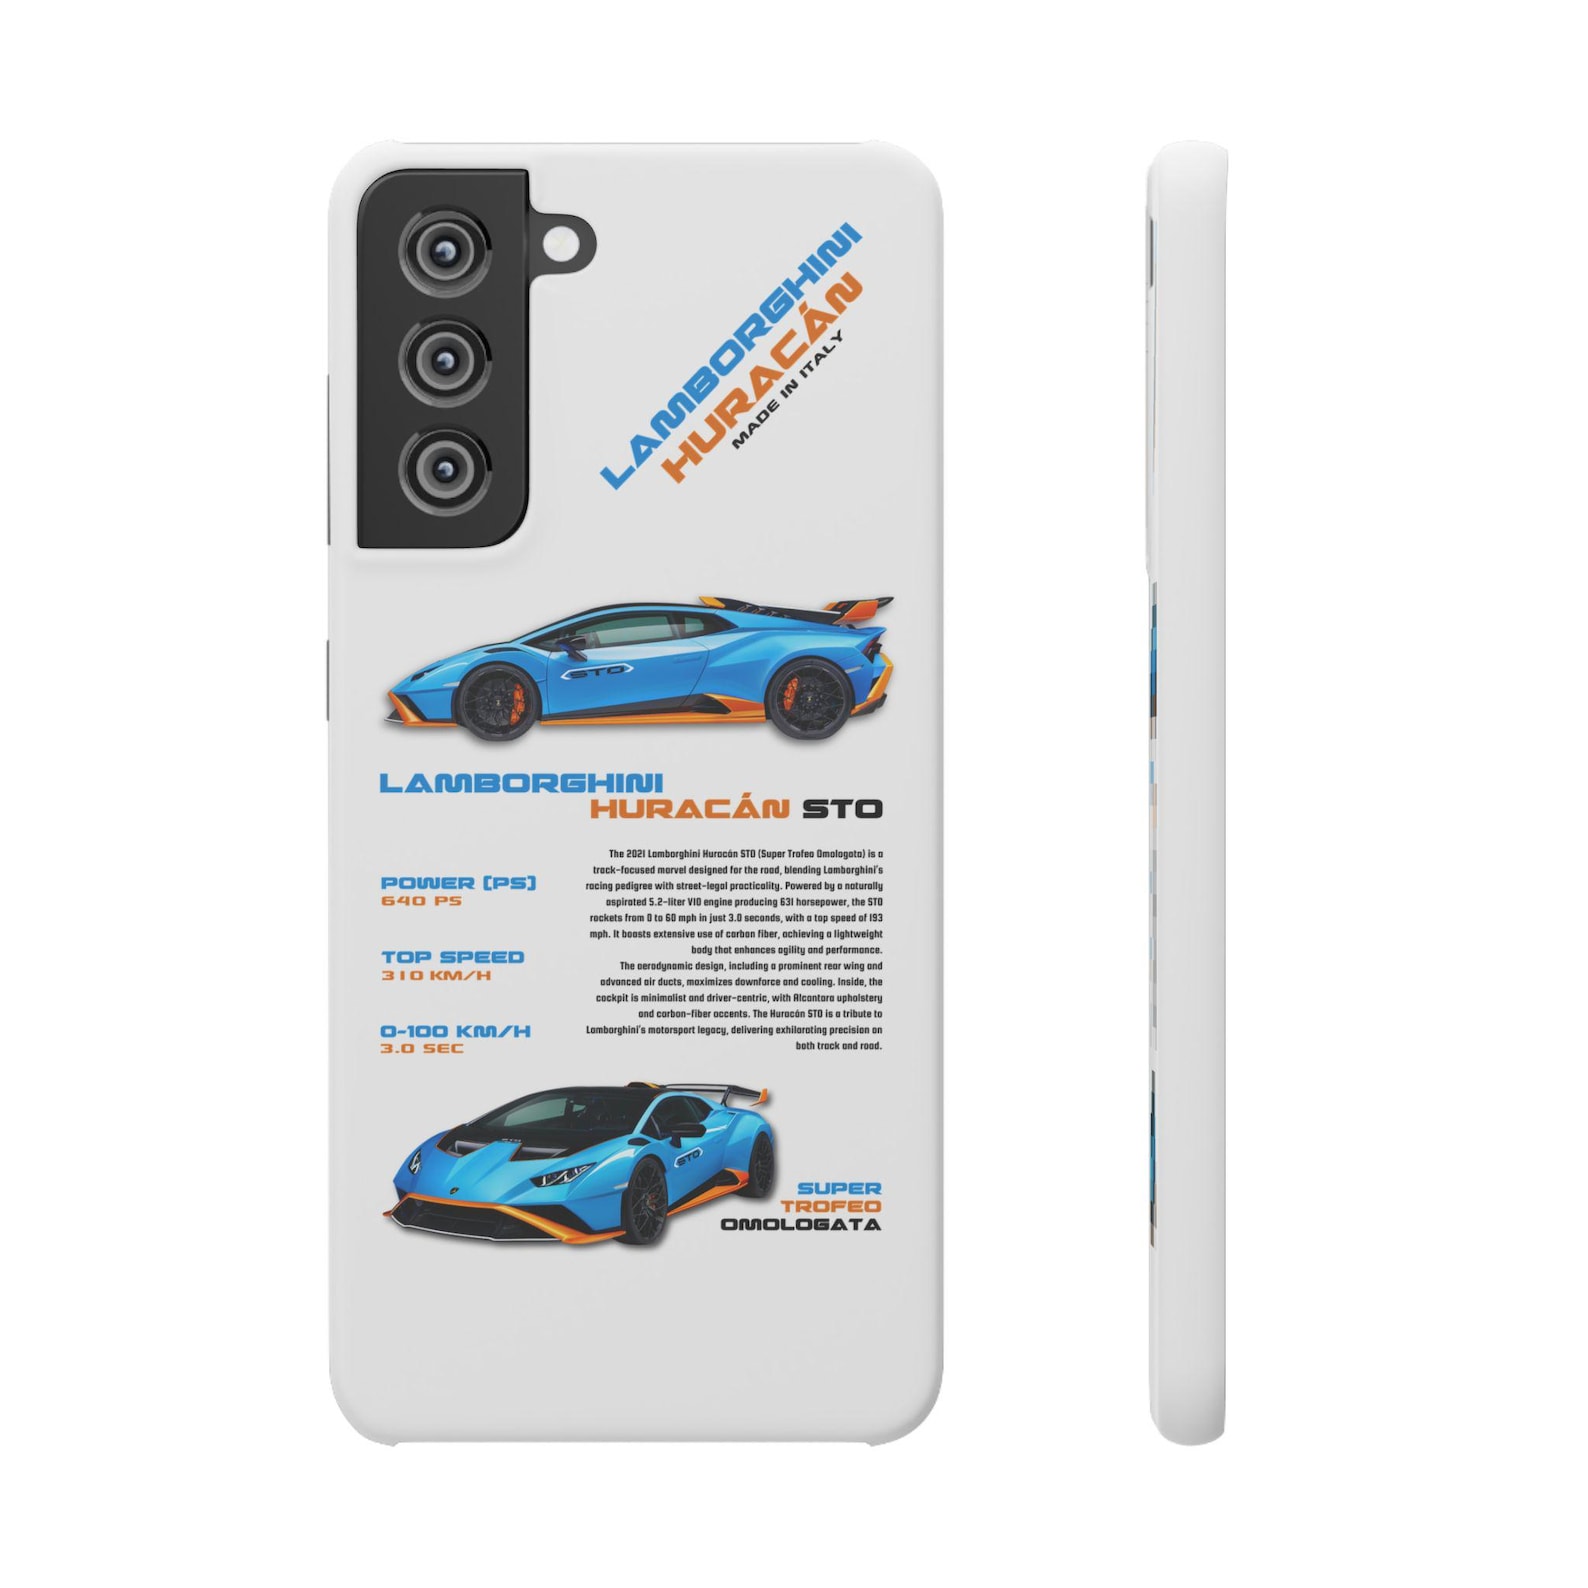 LAMBORGHINI
HURACÁN
MADE IN ITALY
STO
LAMBORGHINI
HURACÁN STO
POWER (PS)
640 PS
TOP SPEED
310 KM/H
0-100 KM/H
3.0 SEC
The 2021 Lamborghini Huracán STO (Super Trofeo Omologata) is a
track-focused marvel designed for the road, blending Lamborghini's
racing pedigree with street-legal practicality. Powered by a naturally
aspirated 5.2-liter V10 engine producing 631 horsepower, the STO
rockets from 0 to 60 mph in just 3.0 seconds, with a top speed of 193
mph. It boasts extensive use of carbon fiber, achieving a lightweight
body that enhances agility and performance.
The aerodynamic design, including a prominent rear wing and
advanced air ducts, maximizes downforce and cooling. Inside, the
cockpit is minimalist and driver-centric, with Alcantara upholstery
and carbon-fiber accents. The Huracán STO is a tribute to
Lamborghini's motorsport legacy, delivering exhilarating precision on
both track and road.
STO
STO
SUPER
TROFEO
OMOLOGATA